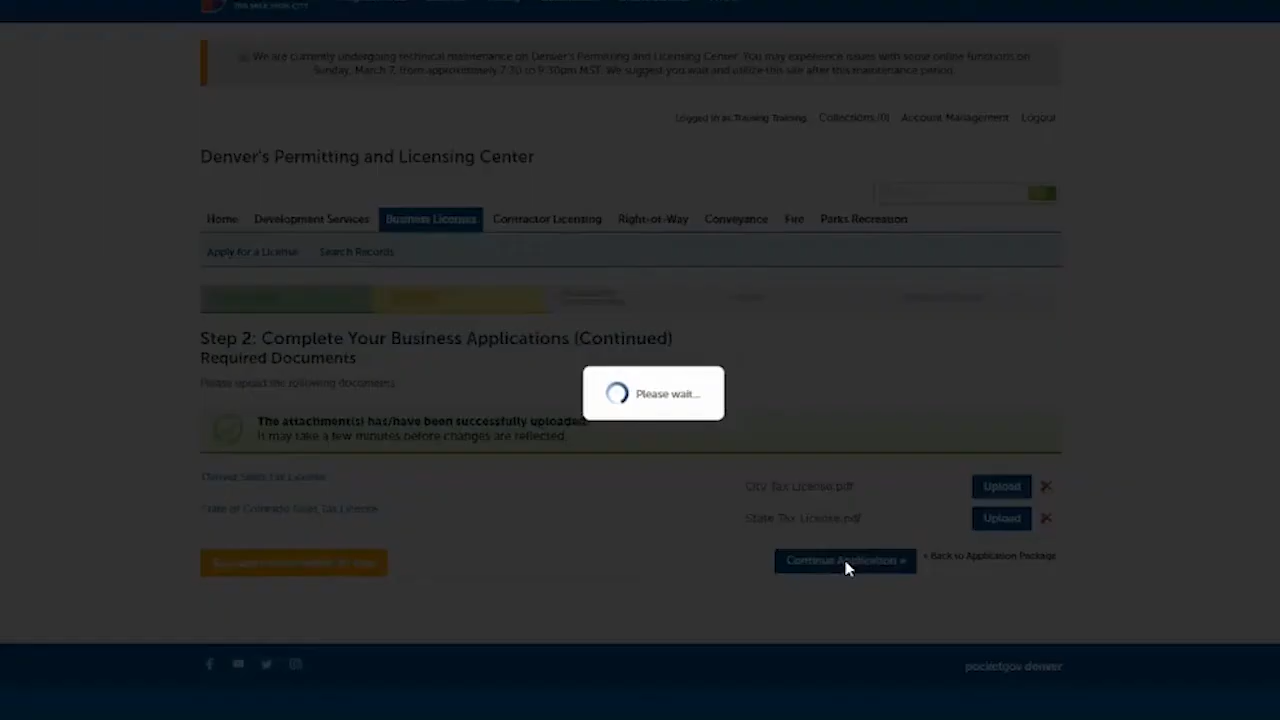 THE MILE HIGH CITY
We are currently undergoing technical maintenance on Denver's Permitting and Licensing Center. You may experience issues with some online functions on
Sunday, March 7, from approximately 7:30 to 9:30pm MST. We suggest you wait and utilize this site after this maintenance period.
Logged in as: Training Training
Collections (0)
Account Management
Logout
Denver's Permitting and Licensing Center
Home
Development Services
Business Licenses
Contractor Licensing
Right-of-Way
Conveyance
Fire
Parks Recreation
Apply for a License
Search Records
Step 2: Complete Your Business Applications (Continued)
Required Documents
Please upload the following documents
Please wait...
The attachment(s) has/have been successfully uploaded.
It may take a few minutes before changes are reflected.
Denver Sales Tax License
City Tax License.pdf
Upload
State of Colorado Sales Tax License
State Tax License.pdf
Upload
Continue Application »
« Back to Application Package
pocketgov denver